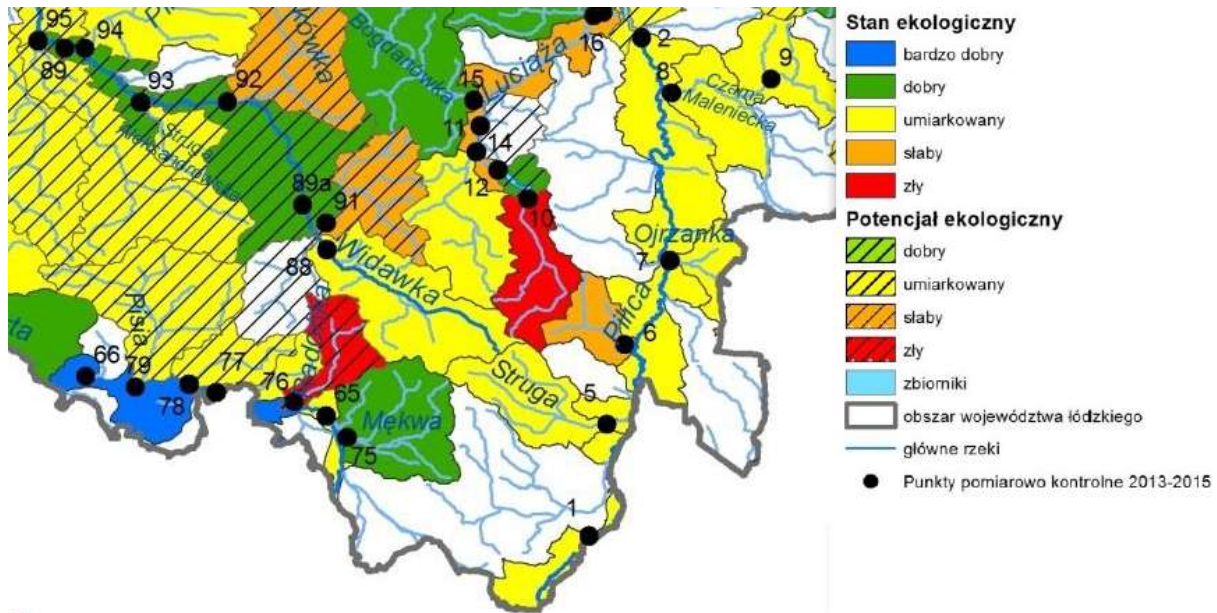 95
94
89
93
92
Bogdanówka
Luciąża
16
2
9
8
Czarna
Maleniecka
15
11
14
12
10
Struga
Aleksandrowska
89a
91
88
Widawka
Ojrzanka
7
Pilica
6
Pisia
66
79
78
77
76
65
Struga
5
Mękwa
75
1
Stan ekologiczny
bardzo dobry
dobry
umiarkowany
słaby
zły
Potencjał ekologiczny
dobry
umiarkowany
słaby
zły
zbiorniki
obszar województwa łódzkiego
główne rzeki
Punkty pomiarowo kontrolne 2013-2015